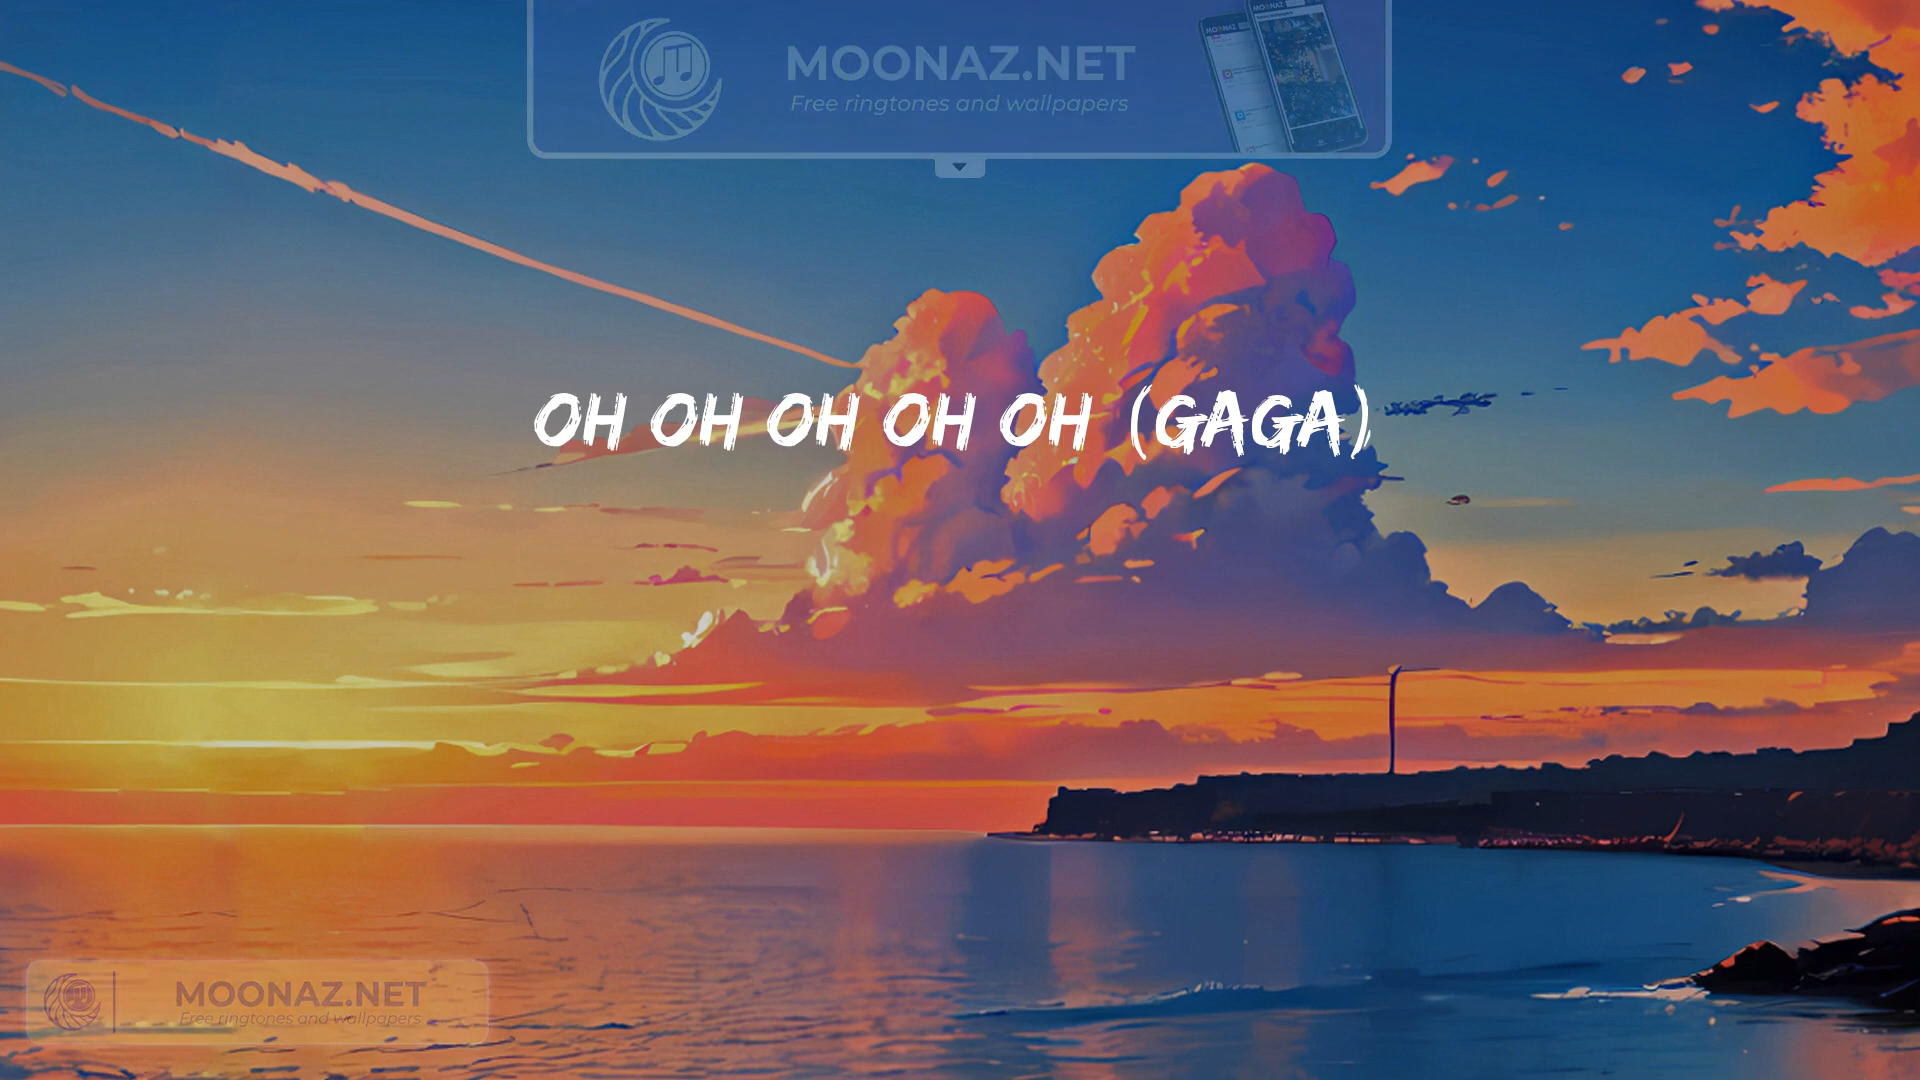 MOONAZ.NET
Free ringtones and wallpapers
OH OH OH OH OH (GAGA)
MOONAZ.NET
Free ringtones and wallpapers